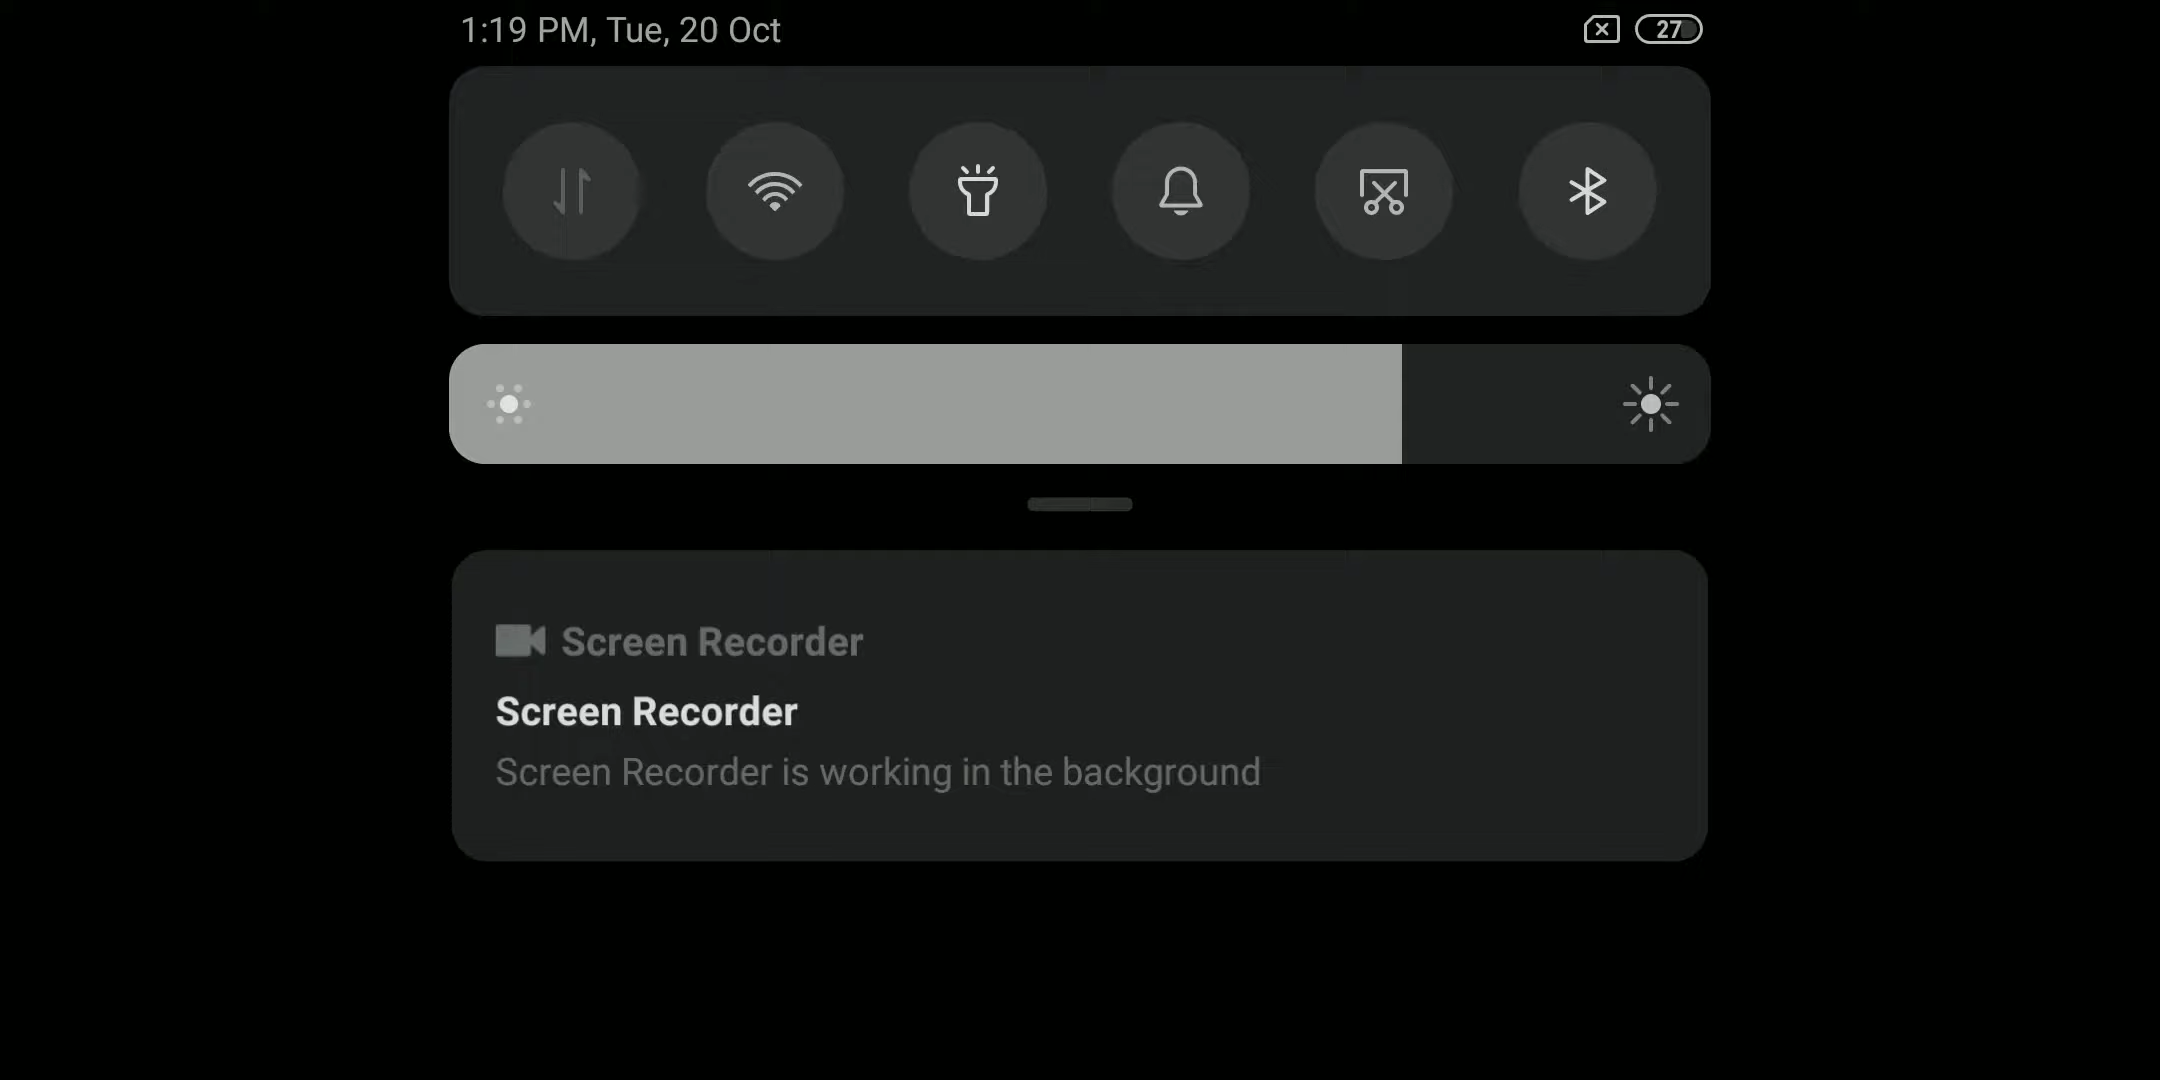 1:19 PM, Tue, 20 Oct
27
Screen Recorder
Screen Recorder
Screen Recorder is working in the background